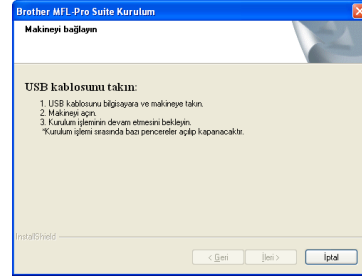 Brother MFL-Pro Suite Kurulum
Makineyi bağlayın
USB kablosunu takın:
1. USB kablosunu bilgisayara ve makineye takın.
2. Makineyi açın.
3. Kurulum işleminin devam etmesini bekleyin.
*Kurulum işlemi sırasında bazı pencereler açılıp kapanacaktır.
InstallShield
< Geri İleri > İptal